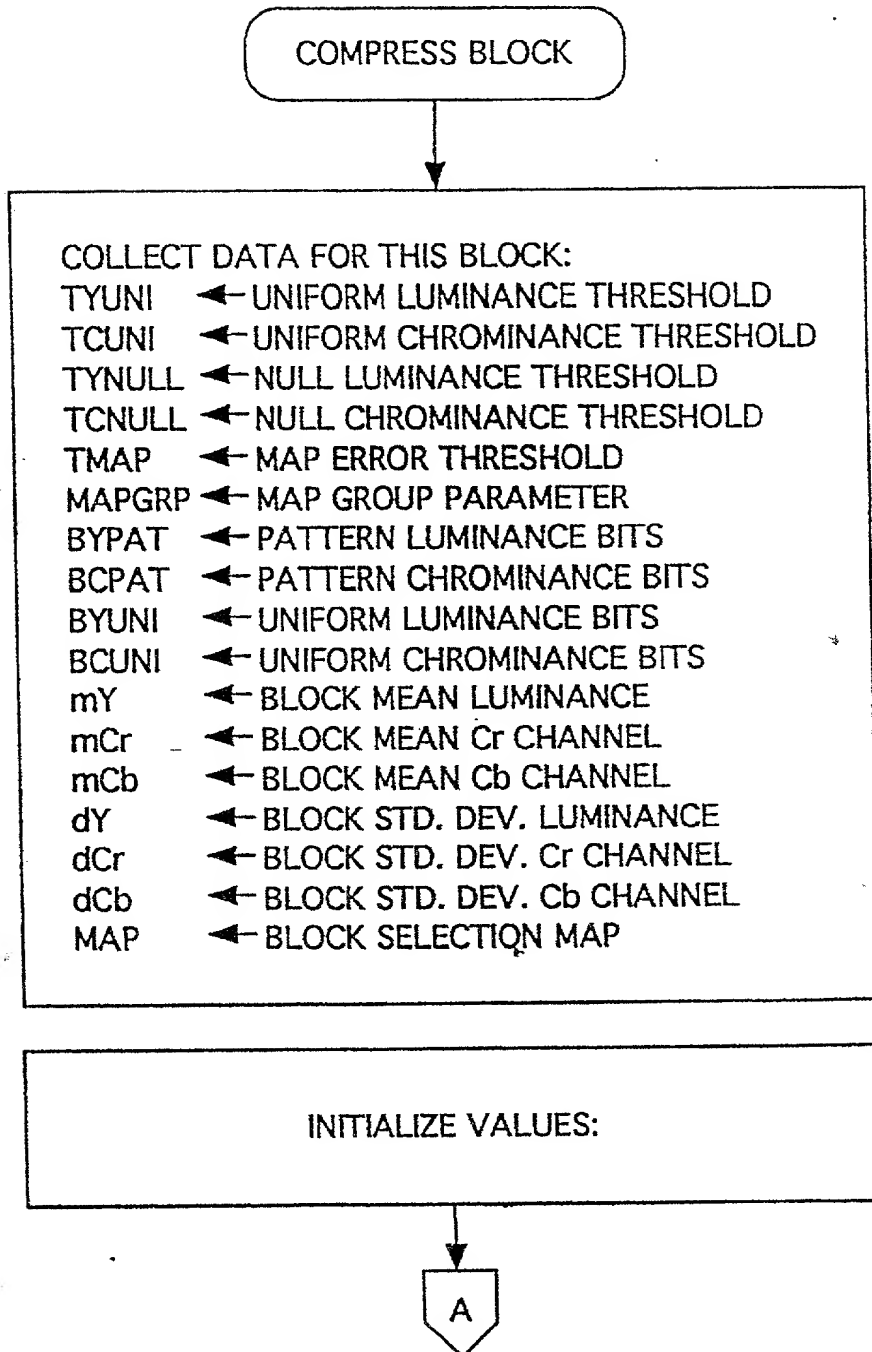 COMPRESS BLOCK
COLLECT DATA FOR THIS BLOCK:
TYUNI ← UNIFORM LUMINANCE THRESHOLD
TCUNI ← UNIFORM CHROMINANCE THRESHOLD
TYNULL ← NULL LUMINANCE THRESHOLD
TCNULL ← NULL CHROMINANCE THRESHOLD
TMAP ← MAP ERROR THRESHOLD
MAPGRP ← MAP GROUP PARAMETER
BYPAT ← PATTERN LUMINANCE BITS
BCPAT ← PATTERN CHROMINANCE BITS
BYUNI ← UNIFORM LUMINANCE BITS
BCUNI ← UNIFORM CHROMINANCE BITS
mY ← BLOCK MEAN LUMINANCE
mCr ← BLOCK MEAN Cr CHANNEL
mCb ← BLOCK MEAN Cb CHANNEL
dY ← BLOCK STD. DEV. LUMINANCE
dCr ← BLOCK STD. DEV. Cr CHANNEL
dCb ← BLOCK STD. DEV. Cb CHANNEL
MAP ← BLOCK SELECTION MAP
INITIALIZE VALUES:
A